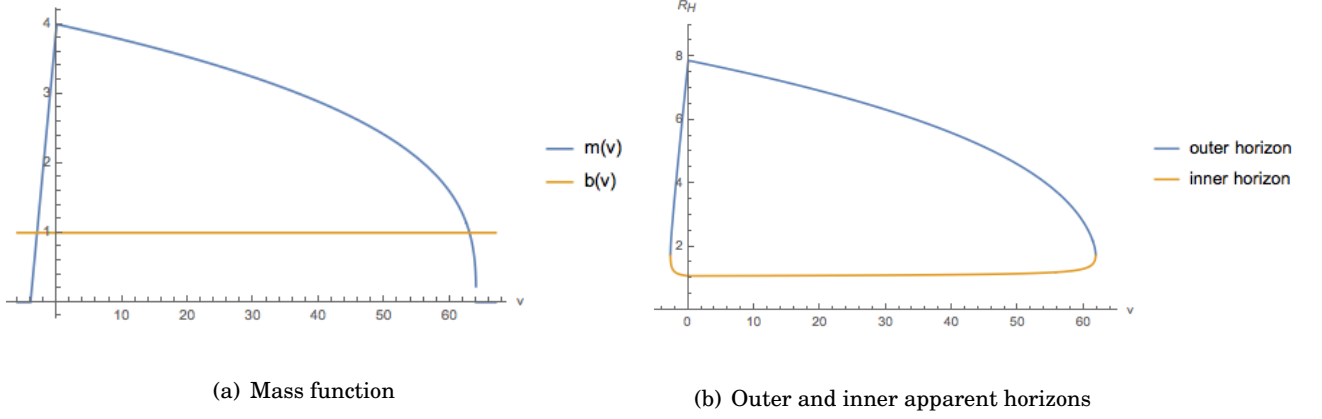 4
3
2
1
10
20
30
40
50
60
v
m(v)
b(v)
(a) Mass function
R_H
8
6
4
2
0
10
20
30
40
50
60
v
outer horizon
inner horizon
(b) Outer and inner apparent horizons